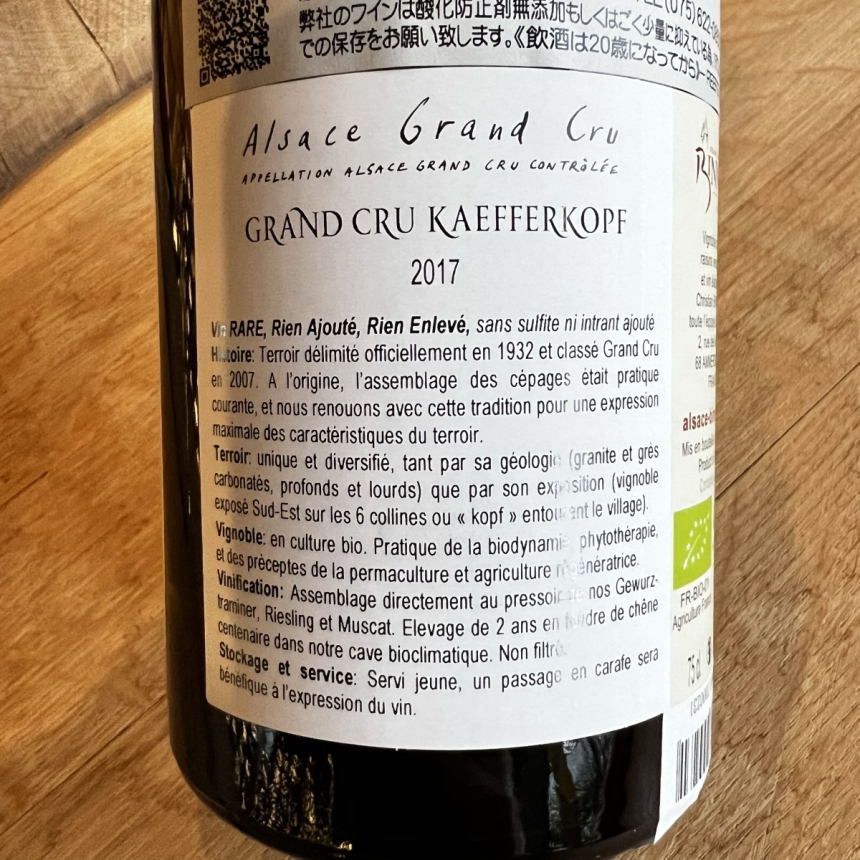 弊社のワインは酸化防止剤無添加もしくはごく少量に抑えている為、
での保存をお願い致します。《飲酒は20歳になってから》
Alsace Grand Cru
APPELLATION ALSACE GRAND CRU CONTRÔLÉE
GRAND CRU KAEFFERKOPF
2017
Vin RARE, Rien Ajouté, Rien Enlevé, sans sulfite ni intrant ajouté
Histoire: Terroir délimité officiellement en 1932 et classé Grand Cru
en 2007. A l'origine, l'assemblage des cépages était pratique
courante, et nous renouons avec cette tradition pour une expression
maximale des caractéristiques du terroir.
Terroir: unique et diversifié, tant par sa géologie (granite et grès
carbonatés, profonds et lourds) que par son exposition (vignoble
exposé Sud-Est sur les 6 collines ou « kopf » entourant le village).
Vignoble: en culture bio. Pratique de la biodynamie, phytothérapie,
et des préceptes de la permaculture et agriculture régénératrice.
Vinification: Assemblage directement au pressoir de nos Gewurz-
traminer, Riesling et Muscat. Elevage de 2 ans en foudre de chêne
centenaire dans notre cave bioclimatique. Non filtré.
Stockage et service: Servi jeune, un passage en carafe sera
bénéfique à l'expression du vin.
alsace-
Mis en
FR-BIO-01
Agriculture
75 cl